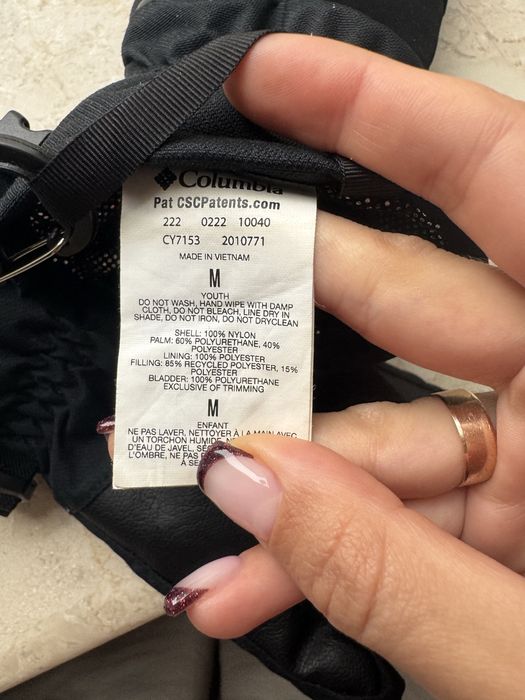 Columbia
Pat CSCPatents.com
222 0222 10040
CY7153 2010771
MADE IN VIETNAM
M
YOUTH
DO NOT WASH, HAND WIPE WITH DAMP
CLOTH, DO NOT BLEACH, LINE DRY IN
SHADE, DO NOT IRON, DO NOT DRYCLEAN
SHELL: 100% NYLON
PALM: 60% POLYURETHANE, 40%
POLYESTER
LINING: 100% POLYESTER
FILLING: 85% RECYCLED POLYESTER, 15%
POLYESTER
BLADDER: 100% POLYURETHANE
EXCLUSIVE OF TRIMMING
M
ENFANT
NE PAS LAVER, NETTOYER À LA MAIN AVEC
UN TORCHON HUMIDE,
D'EAU DE JAVEL,
L'OMBRE, NE PAS
À